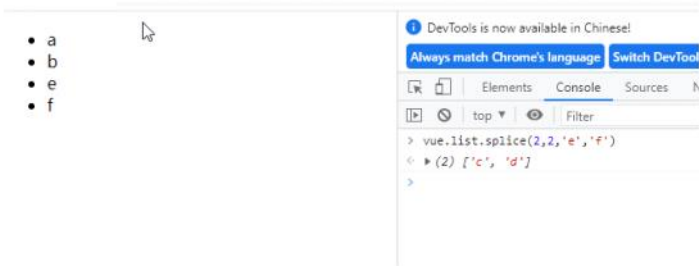 a
b
e
f
DevTools is now available in Chinese!
Always match Chrome's language Switch DevTool
Elements Console Sources
top Filter
> vue.list.splice(2,2,'e','f')
(2) ['c', 'd']